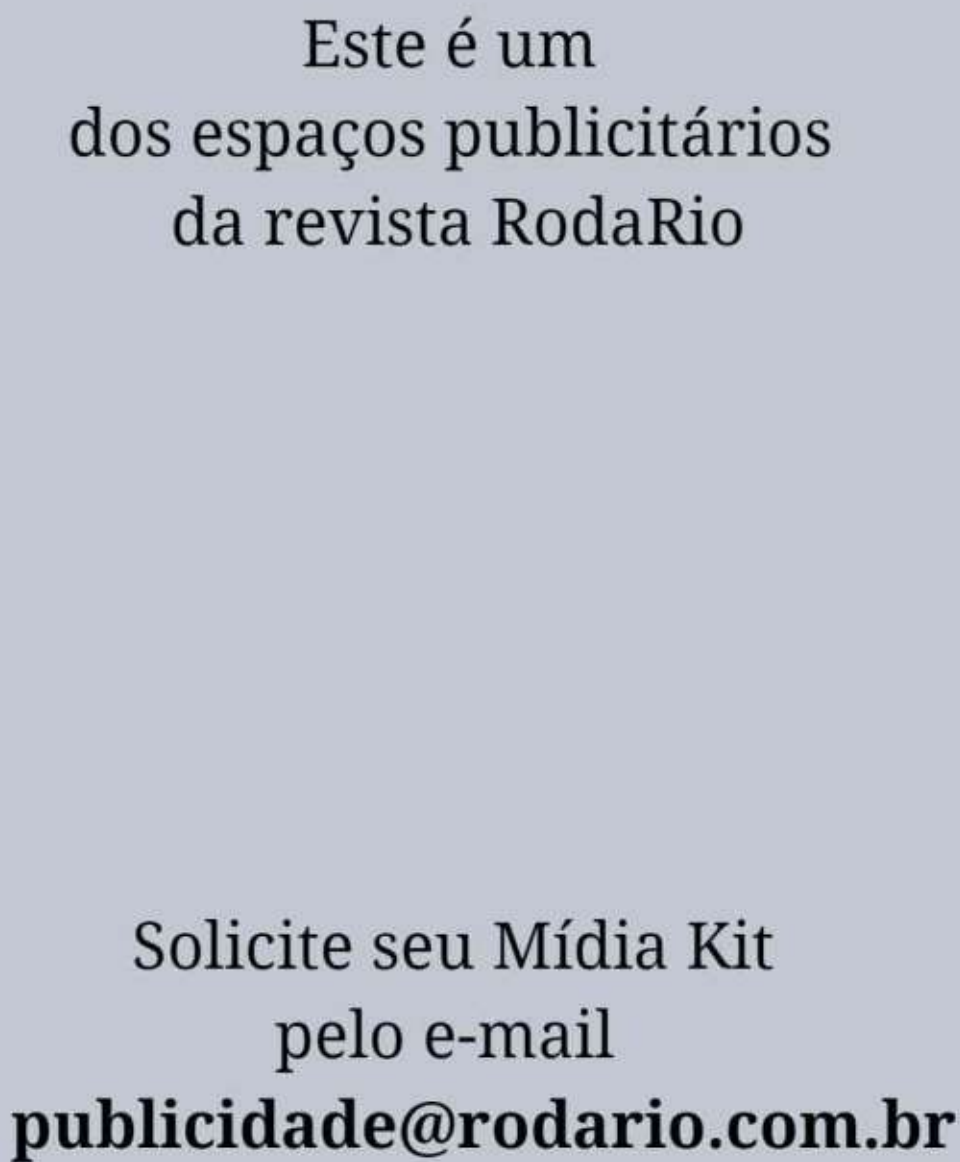 Este é um
dos espaços publicitários
da revista RodaRio
Solicite seu Mídia Kit
pelo e-mail
publicidade@rodario.com.br